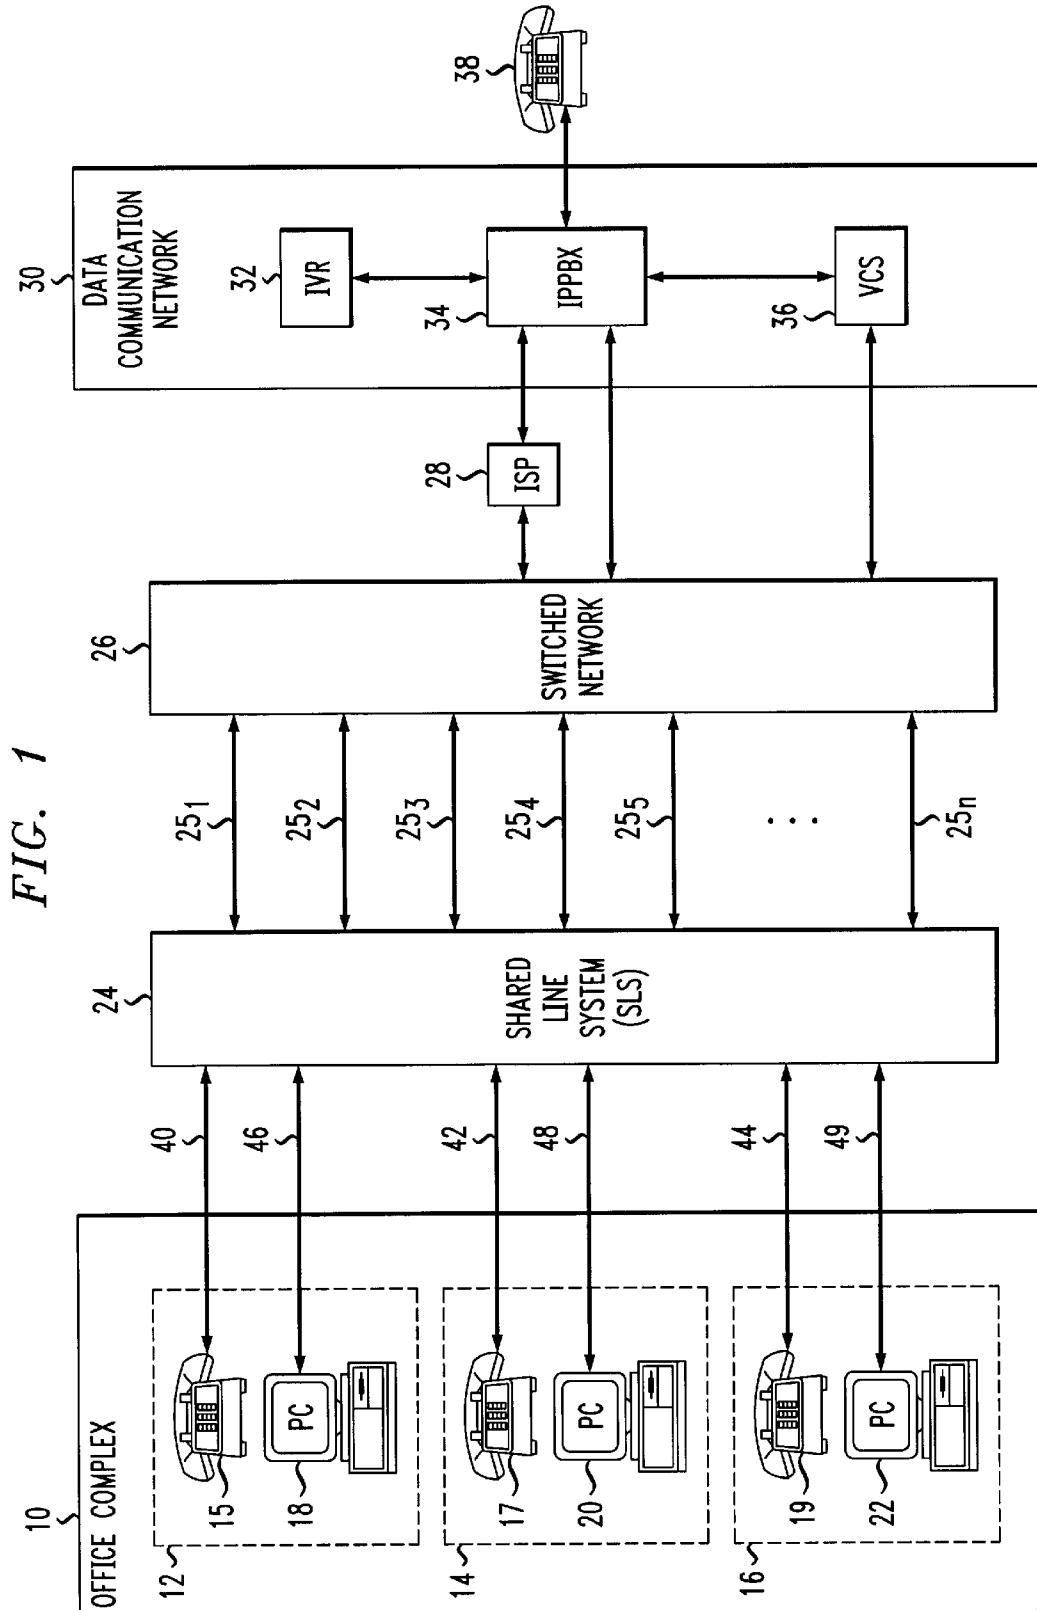 FIG. 1
10
OFFICE COMPLEX
12
15
18
PC
14
17
20
PC
16
19
22
PC
40
46
42
48
44
49
24
SHARED
LINE
SYSTEM
(SLS)
25₁
25₂
25₃
25₄
25₅
. . .
25ₙ
26
SWITCHED
NETWORK
28
ISP
30
DATA
COMMUNICATION
NETWORK
32
IVR
34
IPPBX
36
VCS
38